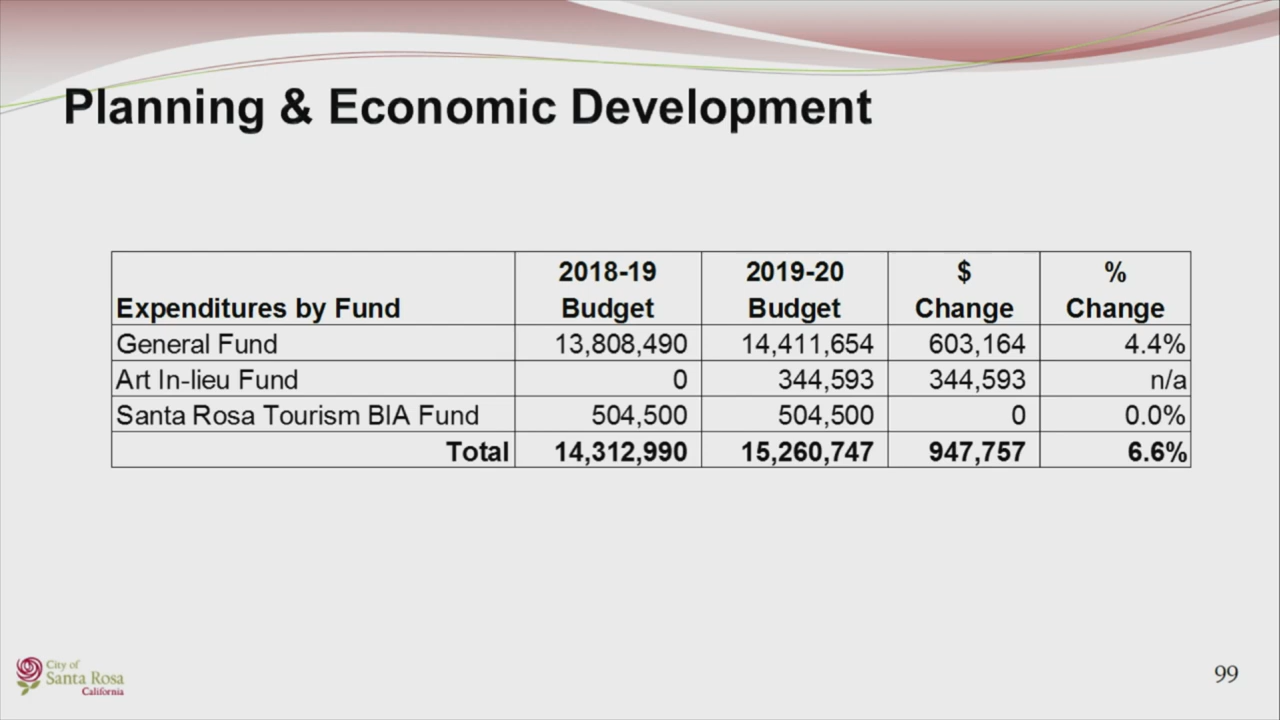 Planning & Economic Development
Expenditures by Fund 2018-19 Budget 2019-20 Budget $ Change % Change
General Fund 13,808,490 14,411,654 603,164 4.4%
Art In-lieu Fund 0 344,593 344,593 n/a
Santa Rosa Tourism BIA Fund 504,500 504,500 0 0.0%
Total 14,312,990 15,260,747 947,757 6.6%
City of
Santa Rosa
California
99